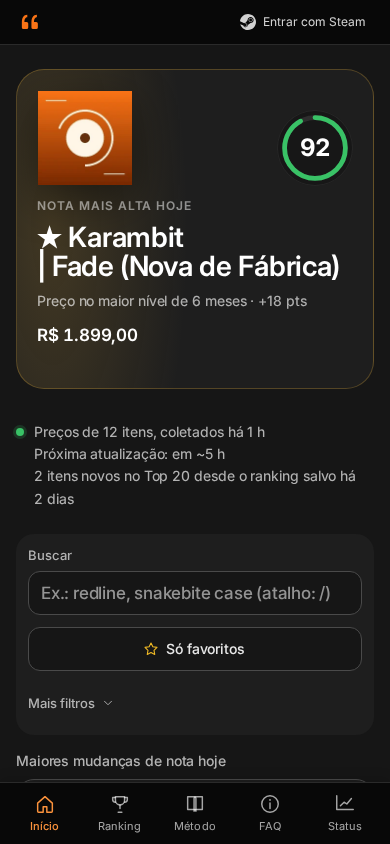 Entrar com Steam
92
NOTA MAIS ALTA HOJE
★ Karambit
| Fade (Nova de Fábrica)
Preço no maior nível de 6 meses · +18 pts
R$ 1.899,00
Preços de 12 itens, coletados há 1 h
Próxima atualização: em ~5 h
2 itens novos no Top 20 desde o ranking salvo há
2 dias
Buscar
Ex.: redline, snakebite case (atalho: /)
Só favoritos
Mais filtros
Maiores mudanças de nota hoje
Início Ranking Método FAQ Status